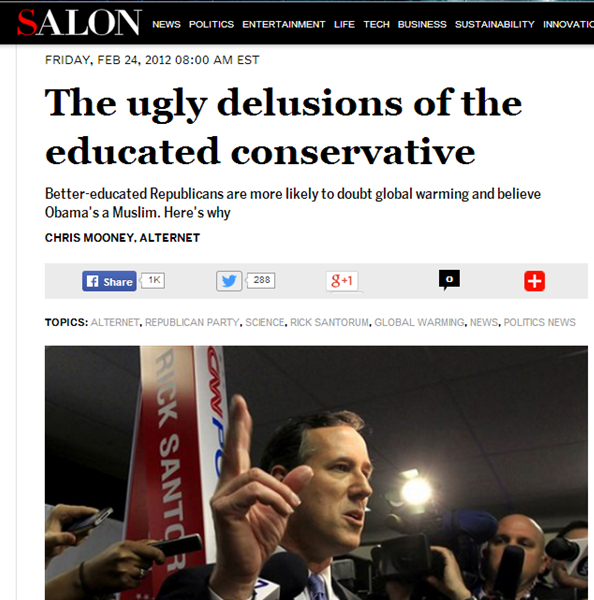 SALON NEWS POLITICS ENTERTAINMENT LIFE TECH BUSINESS SUSTAINABILITY INNOVATIO
FRIDAY, FEB 24, 2012 08:00 AM EST
The ugly delusions of the
educated conservative
Better-educated Republicans are more likely to doubt global warming and believe
Obama's a Muslim. Here's why
CHRIS MOONEY, ALTERNET
f Share 1K 288 g+1 0 +
TOPICS: ALTERNET, REPUBLICAN PARTY, SCIENCE, RICK SANTORUM, GLOBAL WARMING, NEWS, POLITICS NEWS
RICK SANTOR
CNN PO